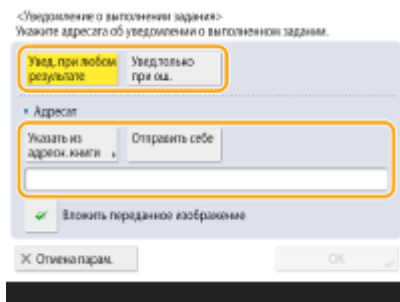 <Уведомление о выполнении задания>
Укажите адресата об уведомлении о выполненном задании.
Увед. при любом результате
Увед.только при ош.
Адресат
Указать из адресн. книги
Отправить себе
Вложить переданное изображение
Отмена парам.
OK